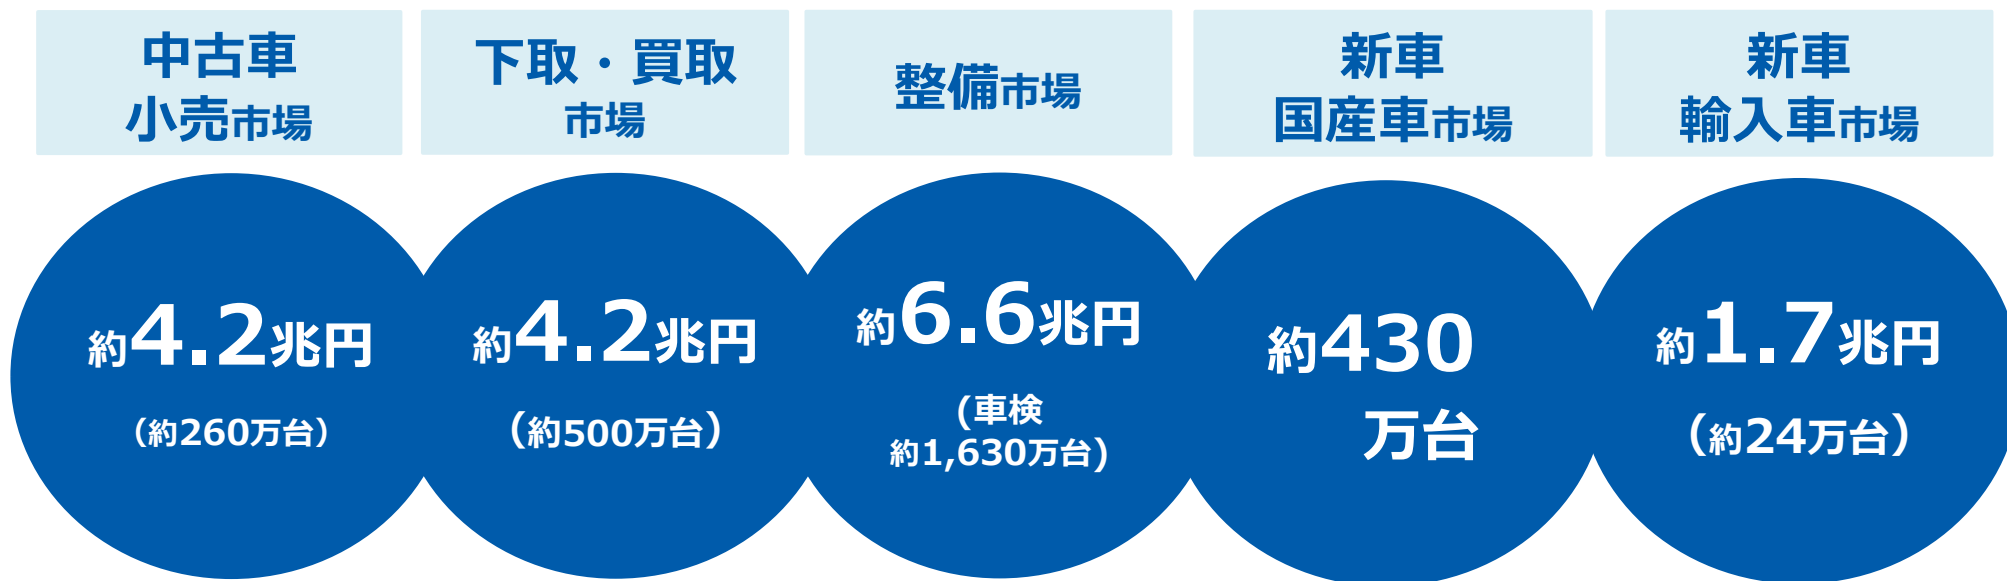 中古車
小売市場
下取・買取
市場
整備市場
新車
国産車市場
新車
輸入車市場
約4.2兆円
（約260万台）
約4.2兆円
（約500万台）
約6.6兆円
(車検
約1,630万台)
約430
万台
約1.7兆円
（約24万台）